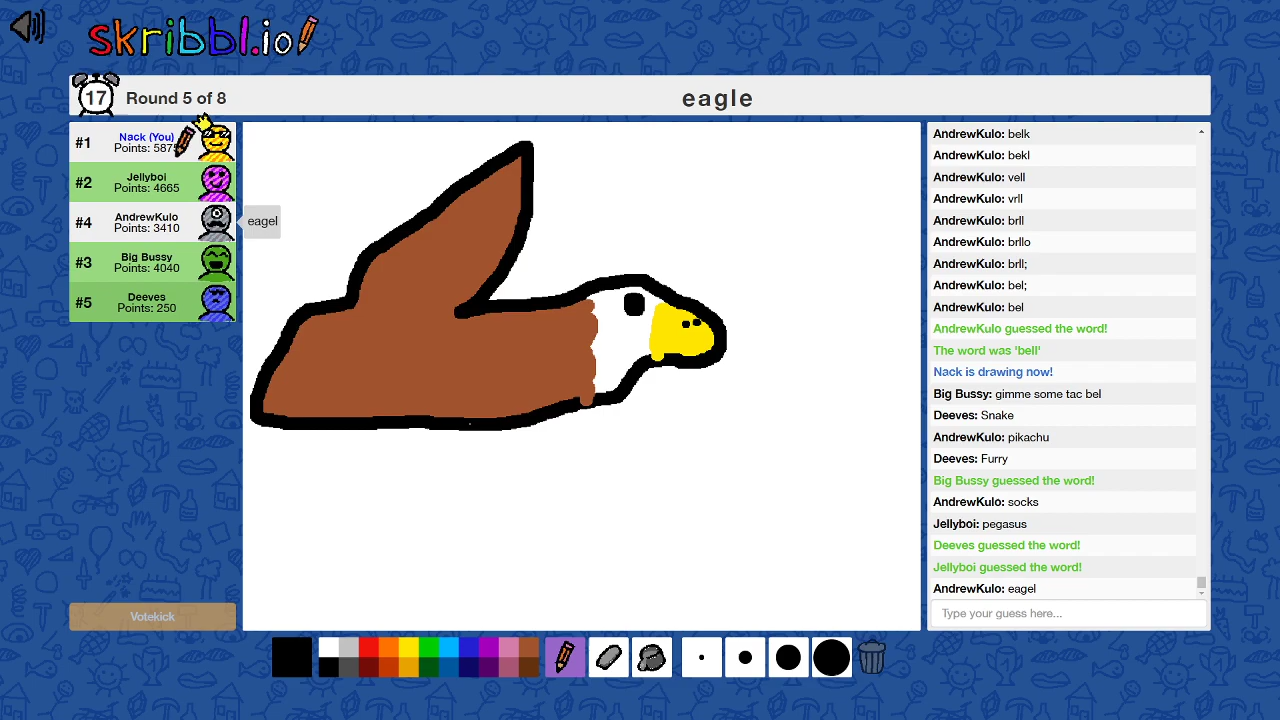 skribbl.io
17
Round 5 of 8
eagle
#1
Nack (You)
Points: 5875
#2
Jellyboi
Points: 4665
#4
AndrewKulo
Points: 3410
eagel
#3
Big Bussy
Points: 4040
#5
Deeves
Points: 250
Votekick
AndrewKulo: belk
AndrewKulo: bekl
AndrewKulo: vell
AndrewKulo: vrll
AndrewKulo: brll
AndrewKulo: brllo
AndrewKulo: brll;
AndrewKulo: bel;
AndrewKulo: bel
AndrewKulo guessed the word!
The word was 'bell'
Nack is drawing now!
Big Bussy: gimme some tac bel
Deeves: Snake
AndrewKulo: pikachu
Deeves: Furry
Big Bussy guessed the word!
AndrewKulo: socks
Jellyboi: pegasus
Deeves guessed the word!
Jellyboi guessed the word!
AndrewKulo: eagel
Type your guess here...